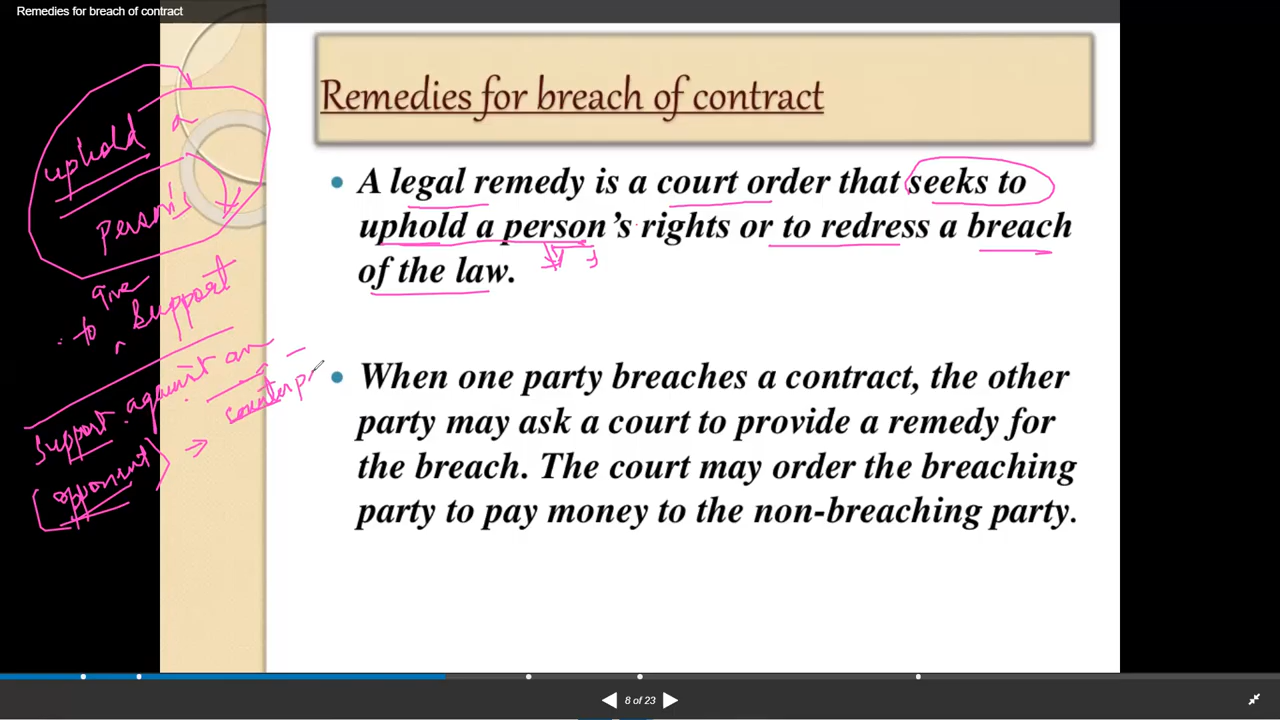 Remedies for breach of contract
Remedies for breach of contract
A legal remedy is a court order that seeks to
uphold a person's rights or to redress a breach
of the law.
When one party breaches a contract, the other
party may ask a court to provide a remedy for
the breach. The court may order the breaching
party to pay money to the non-breaching party.
uphold a
person's
to give support
support against an
[opponent] ⇒
8 of 23